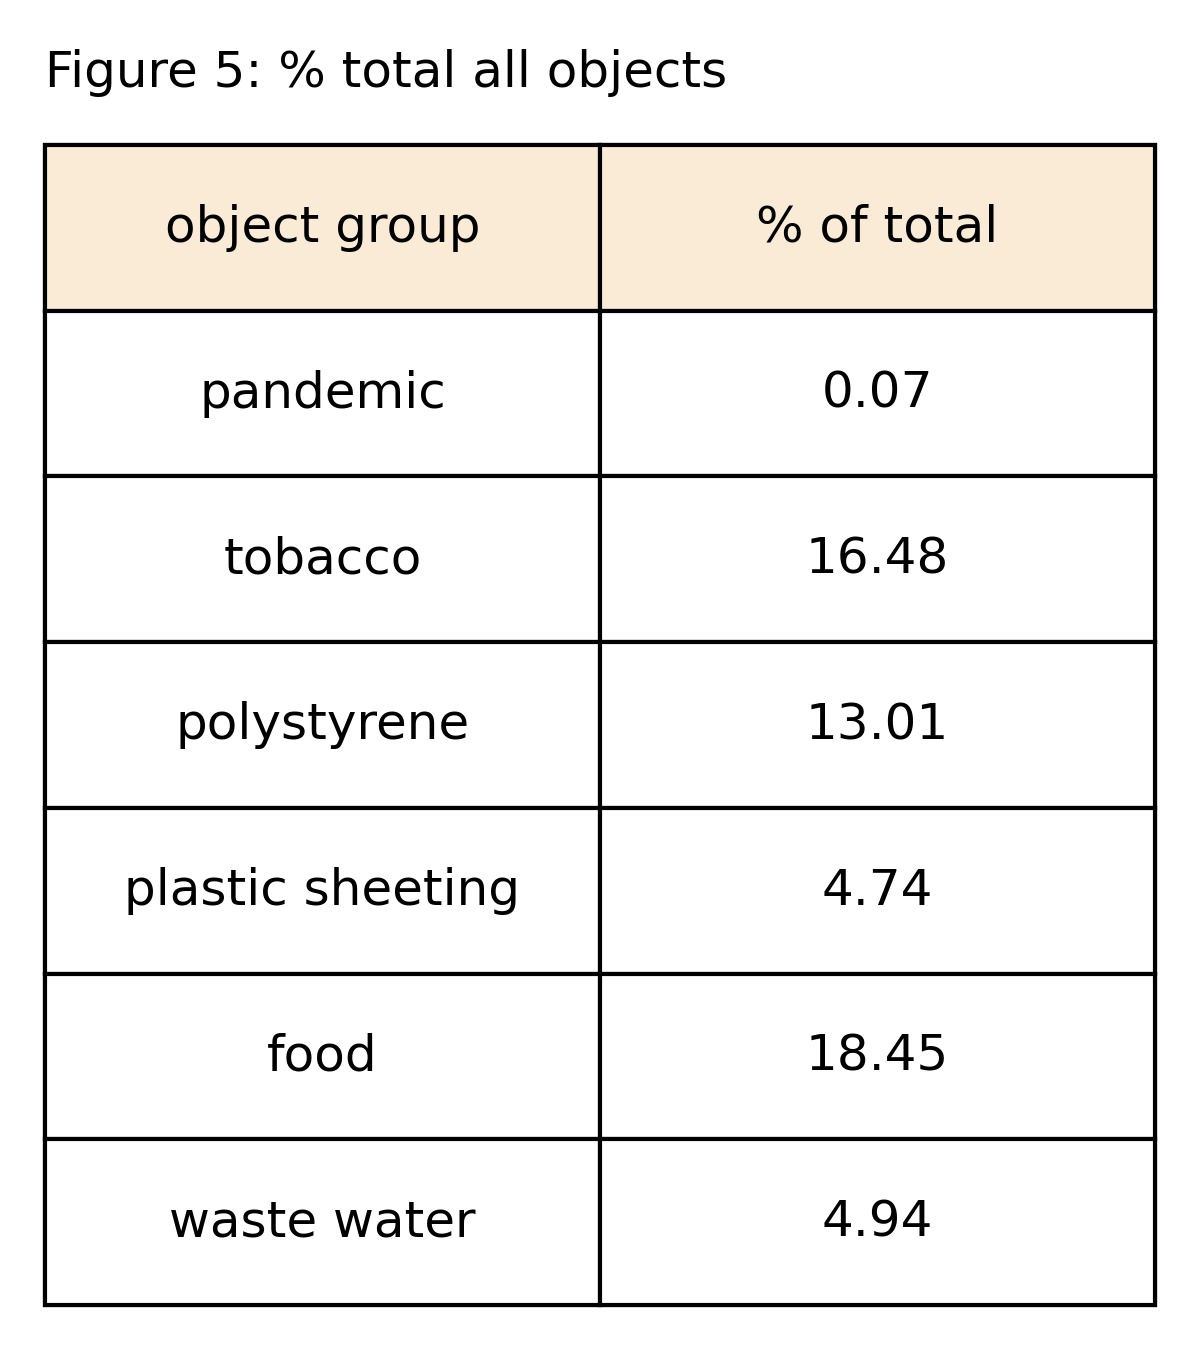 Figure 5: % total all objects
object group % of total
pandemic 0.07
tobacco 16.48
polystyrene 13.01
plastic sheeting 4.74
food 18.45
waste water 4.94